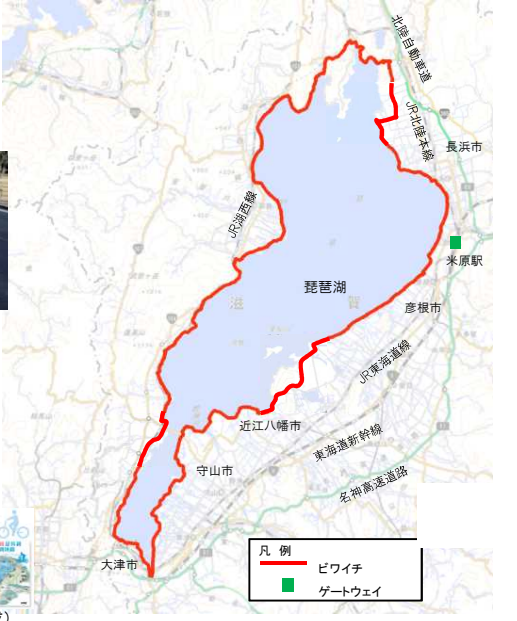 北陸自動車道
JR北陸本線
長浜市
JR湖西線
米原駅
琵琶湖
滋
賀
彦根市
JR東海道線
近江八幡市
東海道新幹線
守山市
名神高速道路
大津市
凡 例
ビワイチ
ゲートウェイ